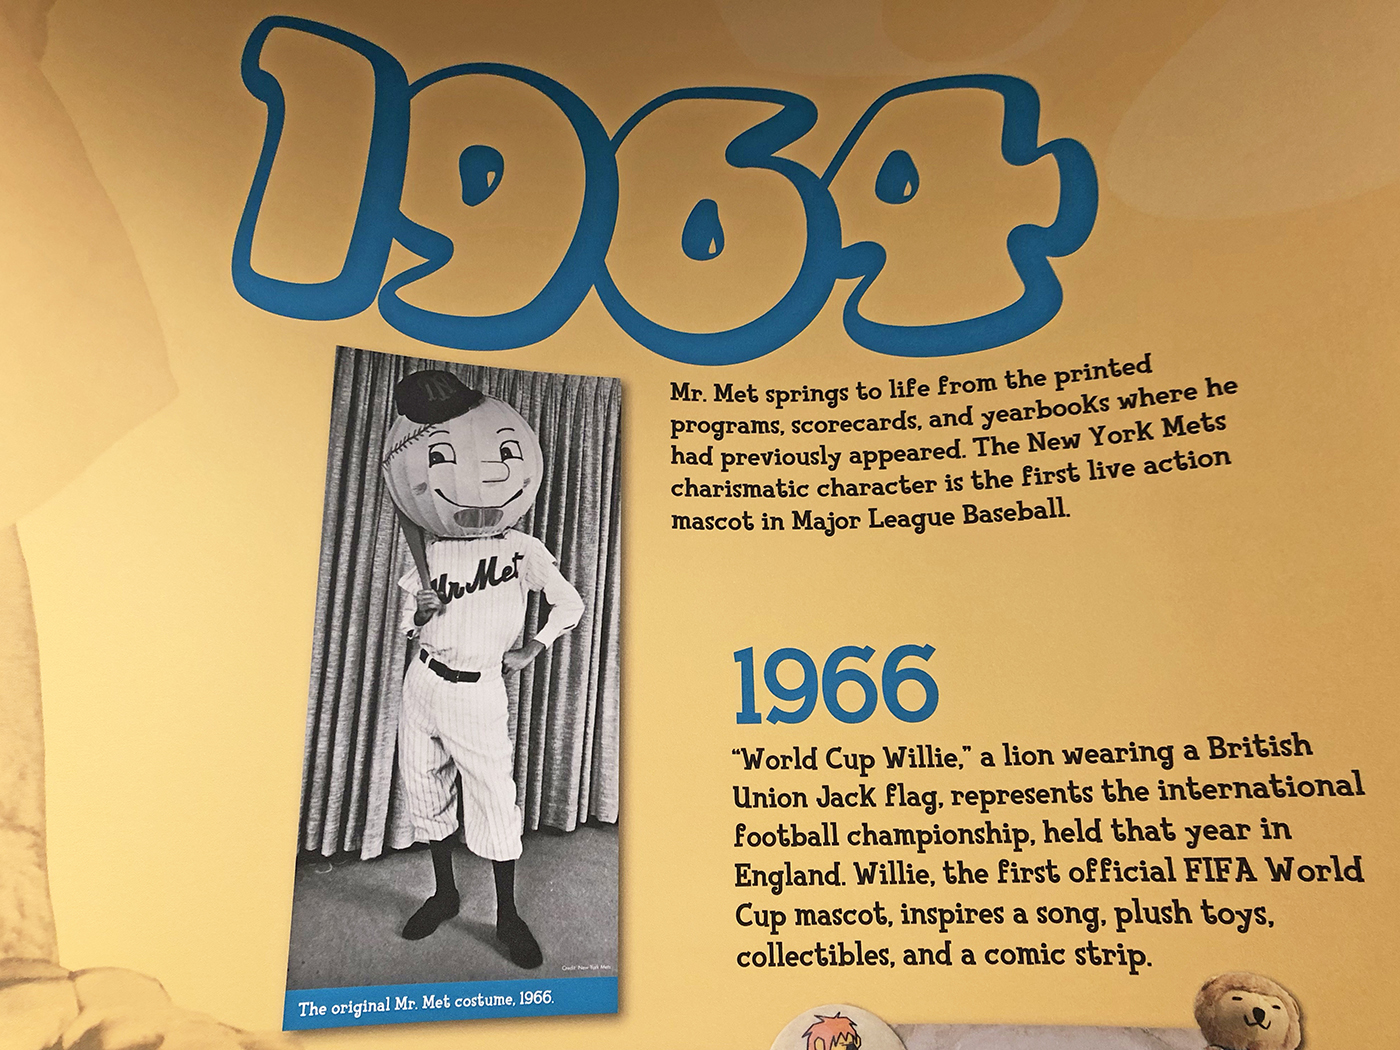 1964
Mr. Met springs to life from the printed
programs, scorecards, and yearbooks where he
had previously appeared. The New York Mets
charismatic character is the first live action
mascot in Major League Baseball.
NY
Mr Met
Credit: New York Mets
The original Mr. Met costume, 1966.
1966
“World Cup Willie,” a lion wearing a British
Union Jack flag, represents the international
football championship, held that year in
England. Willie, the first official FIFA World
Cup mascot, inspires a song, plush toys,
collectibles, and a comic strip.